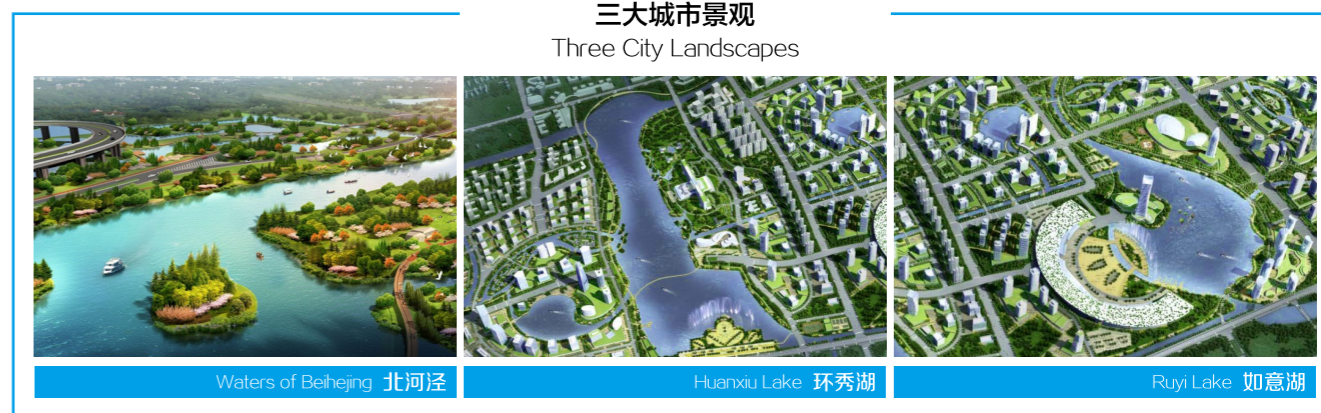 三大城市景观
Three City Landscapes
Waters of Beihejing 北河泾
Huanxiu Lake 环秀湖
Ruyi Lake 如意湖